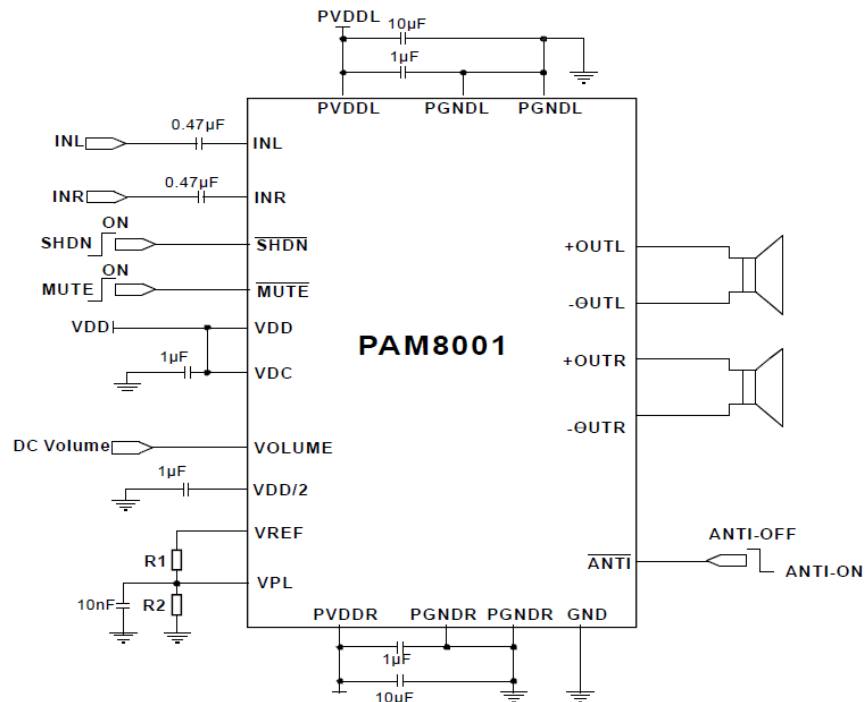 PVDDL
10μF
1μF
PVDDL PGNDL PGNDL
INL 0.47μF INL
INR 0.47μF INR
ON
SHDN SHDN
ON
MUTE MUTE
VDD VDD
1μF
VDC
DC Volume VOLUME
1μF
VDD/2
VREF
R1
VPL
10nF R2
PAM8001
+OUTL
-OUTL
+OUTR
-OUTR
ANTI-OFF
ANTI
ANTI-ON
PVDDR PGNDR PGNDR GND
1μF
10μF